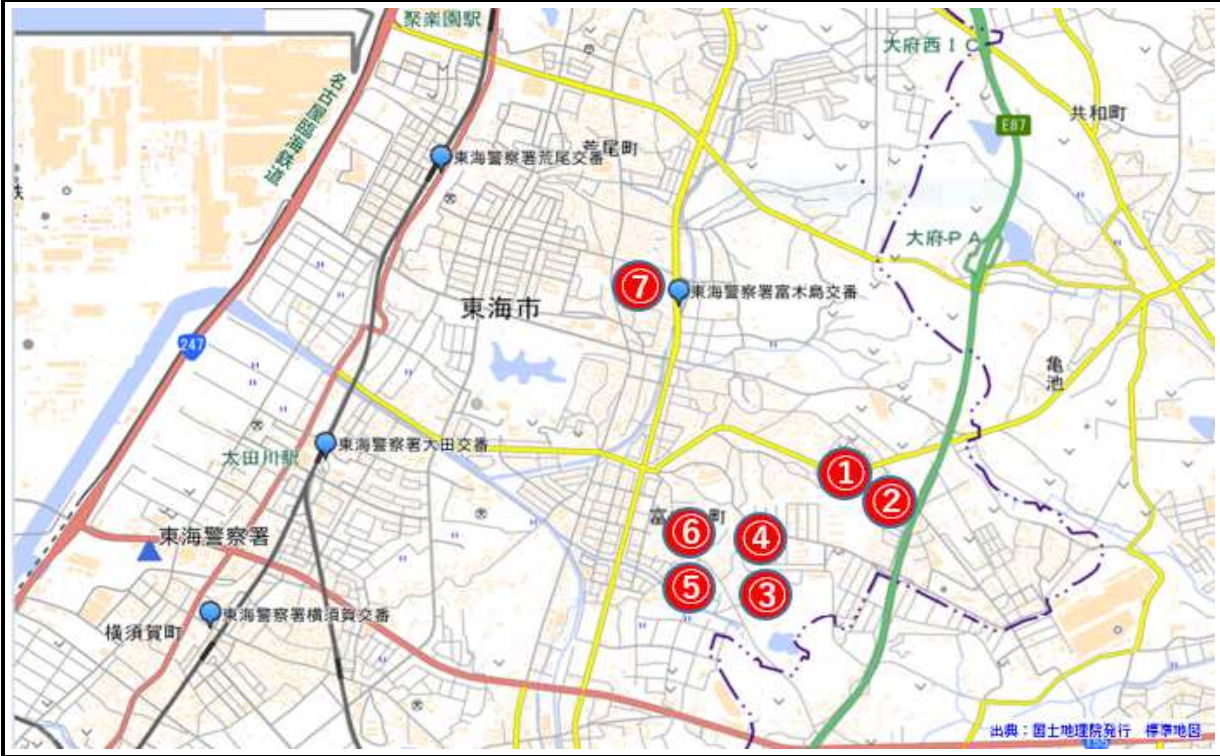 聚楽園駅
大府西IC
名古屋臨海鉄道
E87
共和町
東海警察署荒尾交番
荒尾町
鉄
大府PA
⑦
東海警察署富木島交番
東海市
247
亀池
東海警察署大田交番
太田川駅
①
②
富
町
⑥
④
東海警察署
⑤
③
東海警察署横須賀交番
横須賀町
出典:国土地理院発行 標準地図